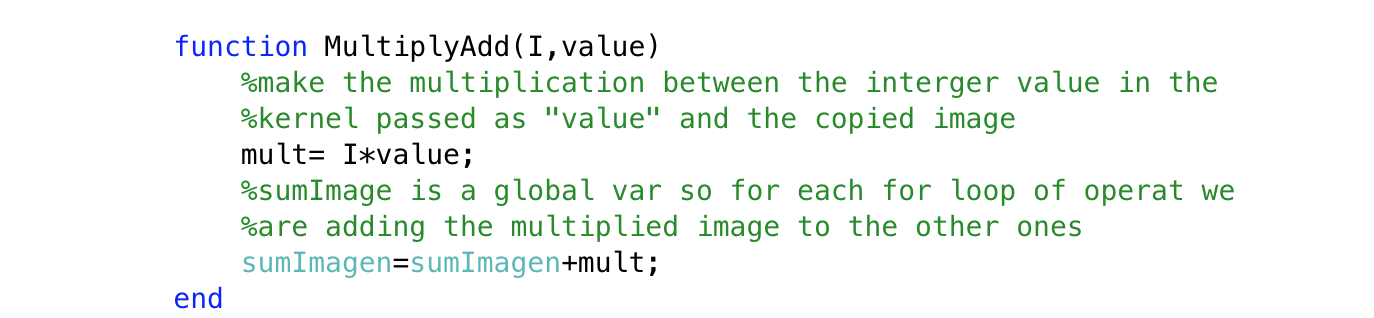 function MultiplyAdd(I,value)
%make the multiplication between the interger value in the
%kernel passed as "value" and the copied image
mult= I*value;
%sumImage is a global var so for each for loop of operat we
%are adding the multiplied image to the other ones
sumImagen=sumImagen+mult;
end